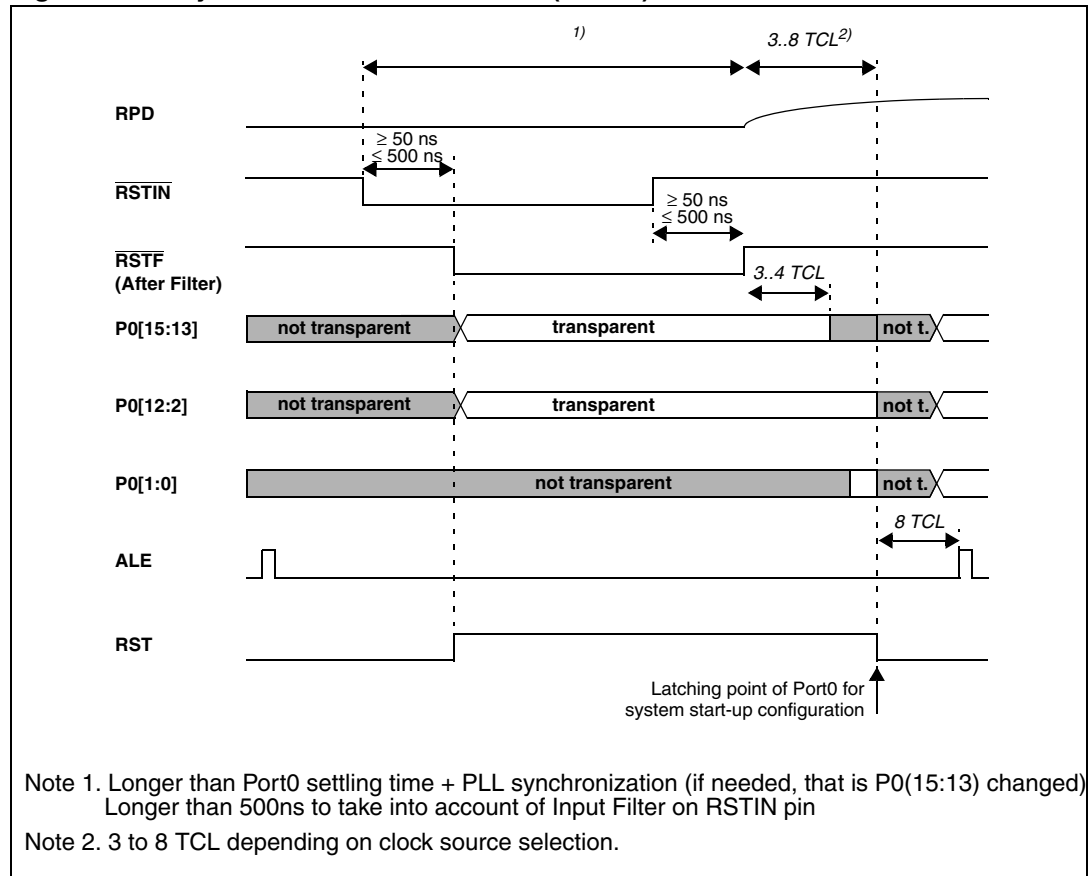 1)
3..8 TCL2)
RPD
≥ 50 ns
≤ 500 ns
RSTIN
≥ 50 ns
≤ 500 ns
RSTF
(After Filter)
3..4 TCL
P0[15:13] not transparent transparent not t.
P0[12:2] not transparent transparent not t.
P0[1:0] not transparent not t.
8 TCL
ALE
RST
Latching point of Port0 for
system start-up configuration
Note 1. Longer than Port0 settling time + PLL synchronization (if needed, that is P0(15:13) changed)
Longer than 500ns to take into account of Input Filter on RSTIN pin
Note 2. 3 to 8 TCL depending on clock source selection.